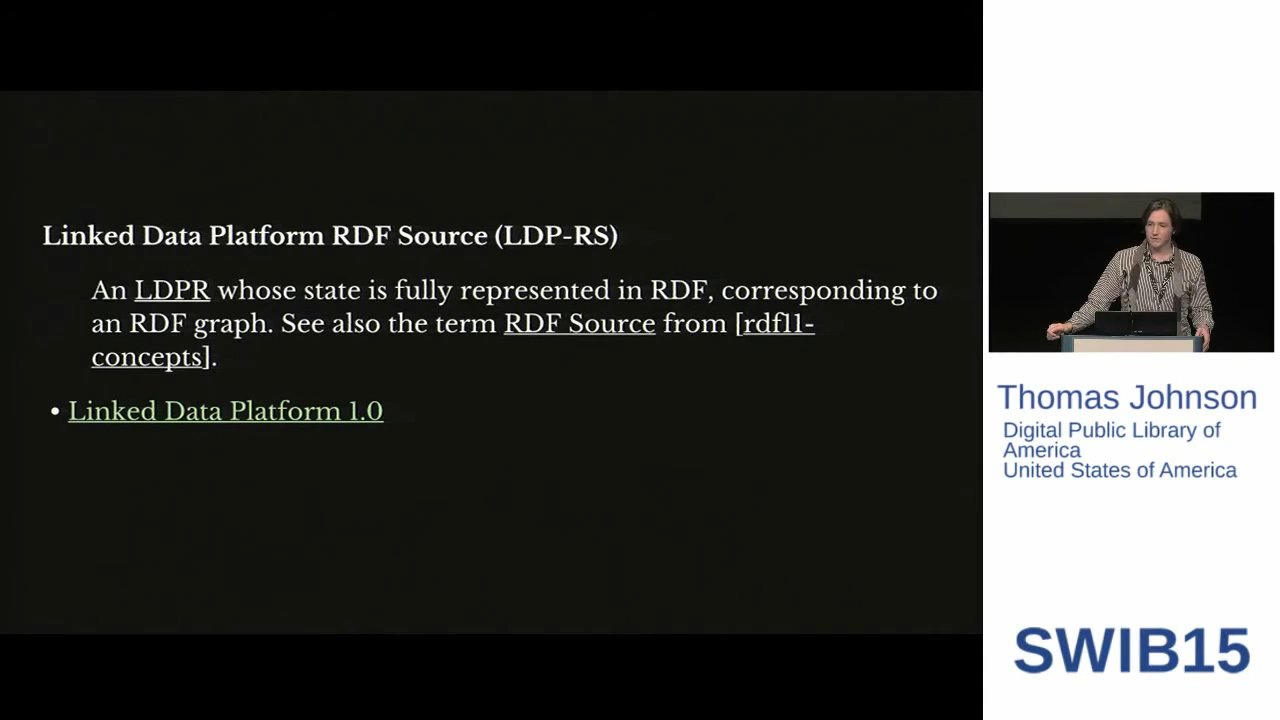 Linked Data Platform RDF Source (LDP-RS)
An LDPR whose state is fully represented in RDF, corresponding to
an RDF graph. See also the term RDF Source from [rdf11-
concepts].
• Linked Data Platform 1.0
Thomas Johnson
Digital Public Library of
America
United States of America
SWIB15